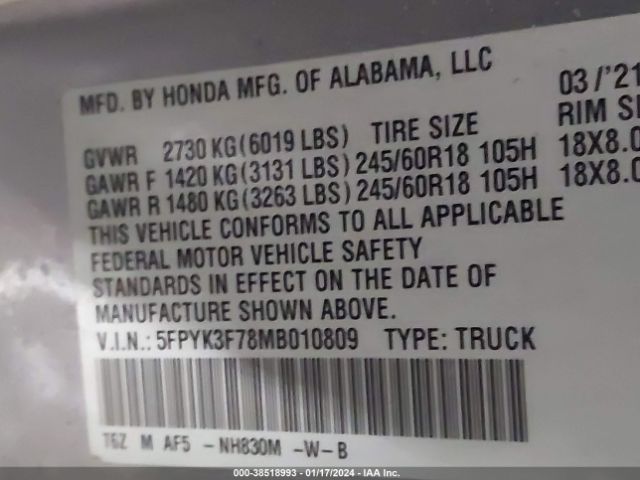 MFD. BY HONDA MFG. OF ALABAMA, LLC 03/'21
GVWR 2730 KG(6019 LBS) TIRE SIZE RIM
GAWR F 1420 KG(3131 LBS) 245/60R18 105H 18X8.0
GAWR R 1480 KG(3263 LBS) 245/60R18 105H 18X8.0
THIS VEHICLE CONFORMS TO ALL APPLICABLE
FEDERAL MOTOR VEHICLE SAFETY
STANDARDS IN EFFECT ON THE DATE OF
MANUFACTURE SHOWN ABOVE.
V.I.N.: 5FPYK3F78MB010809 TYPE: TRUCK
T6Z M AF5 -NH830M -W-B
000-38518993 - 01/17/2024 - IAA Inc.